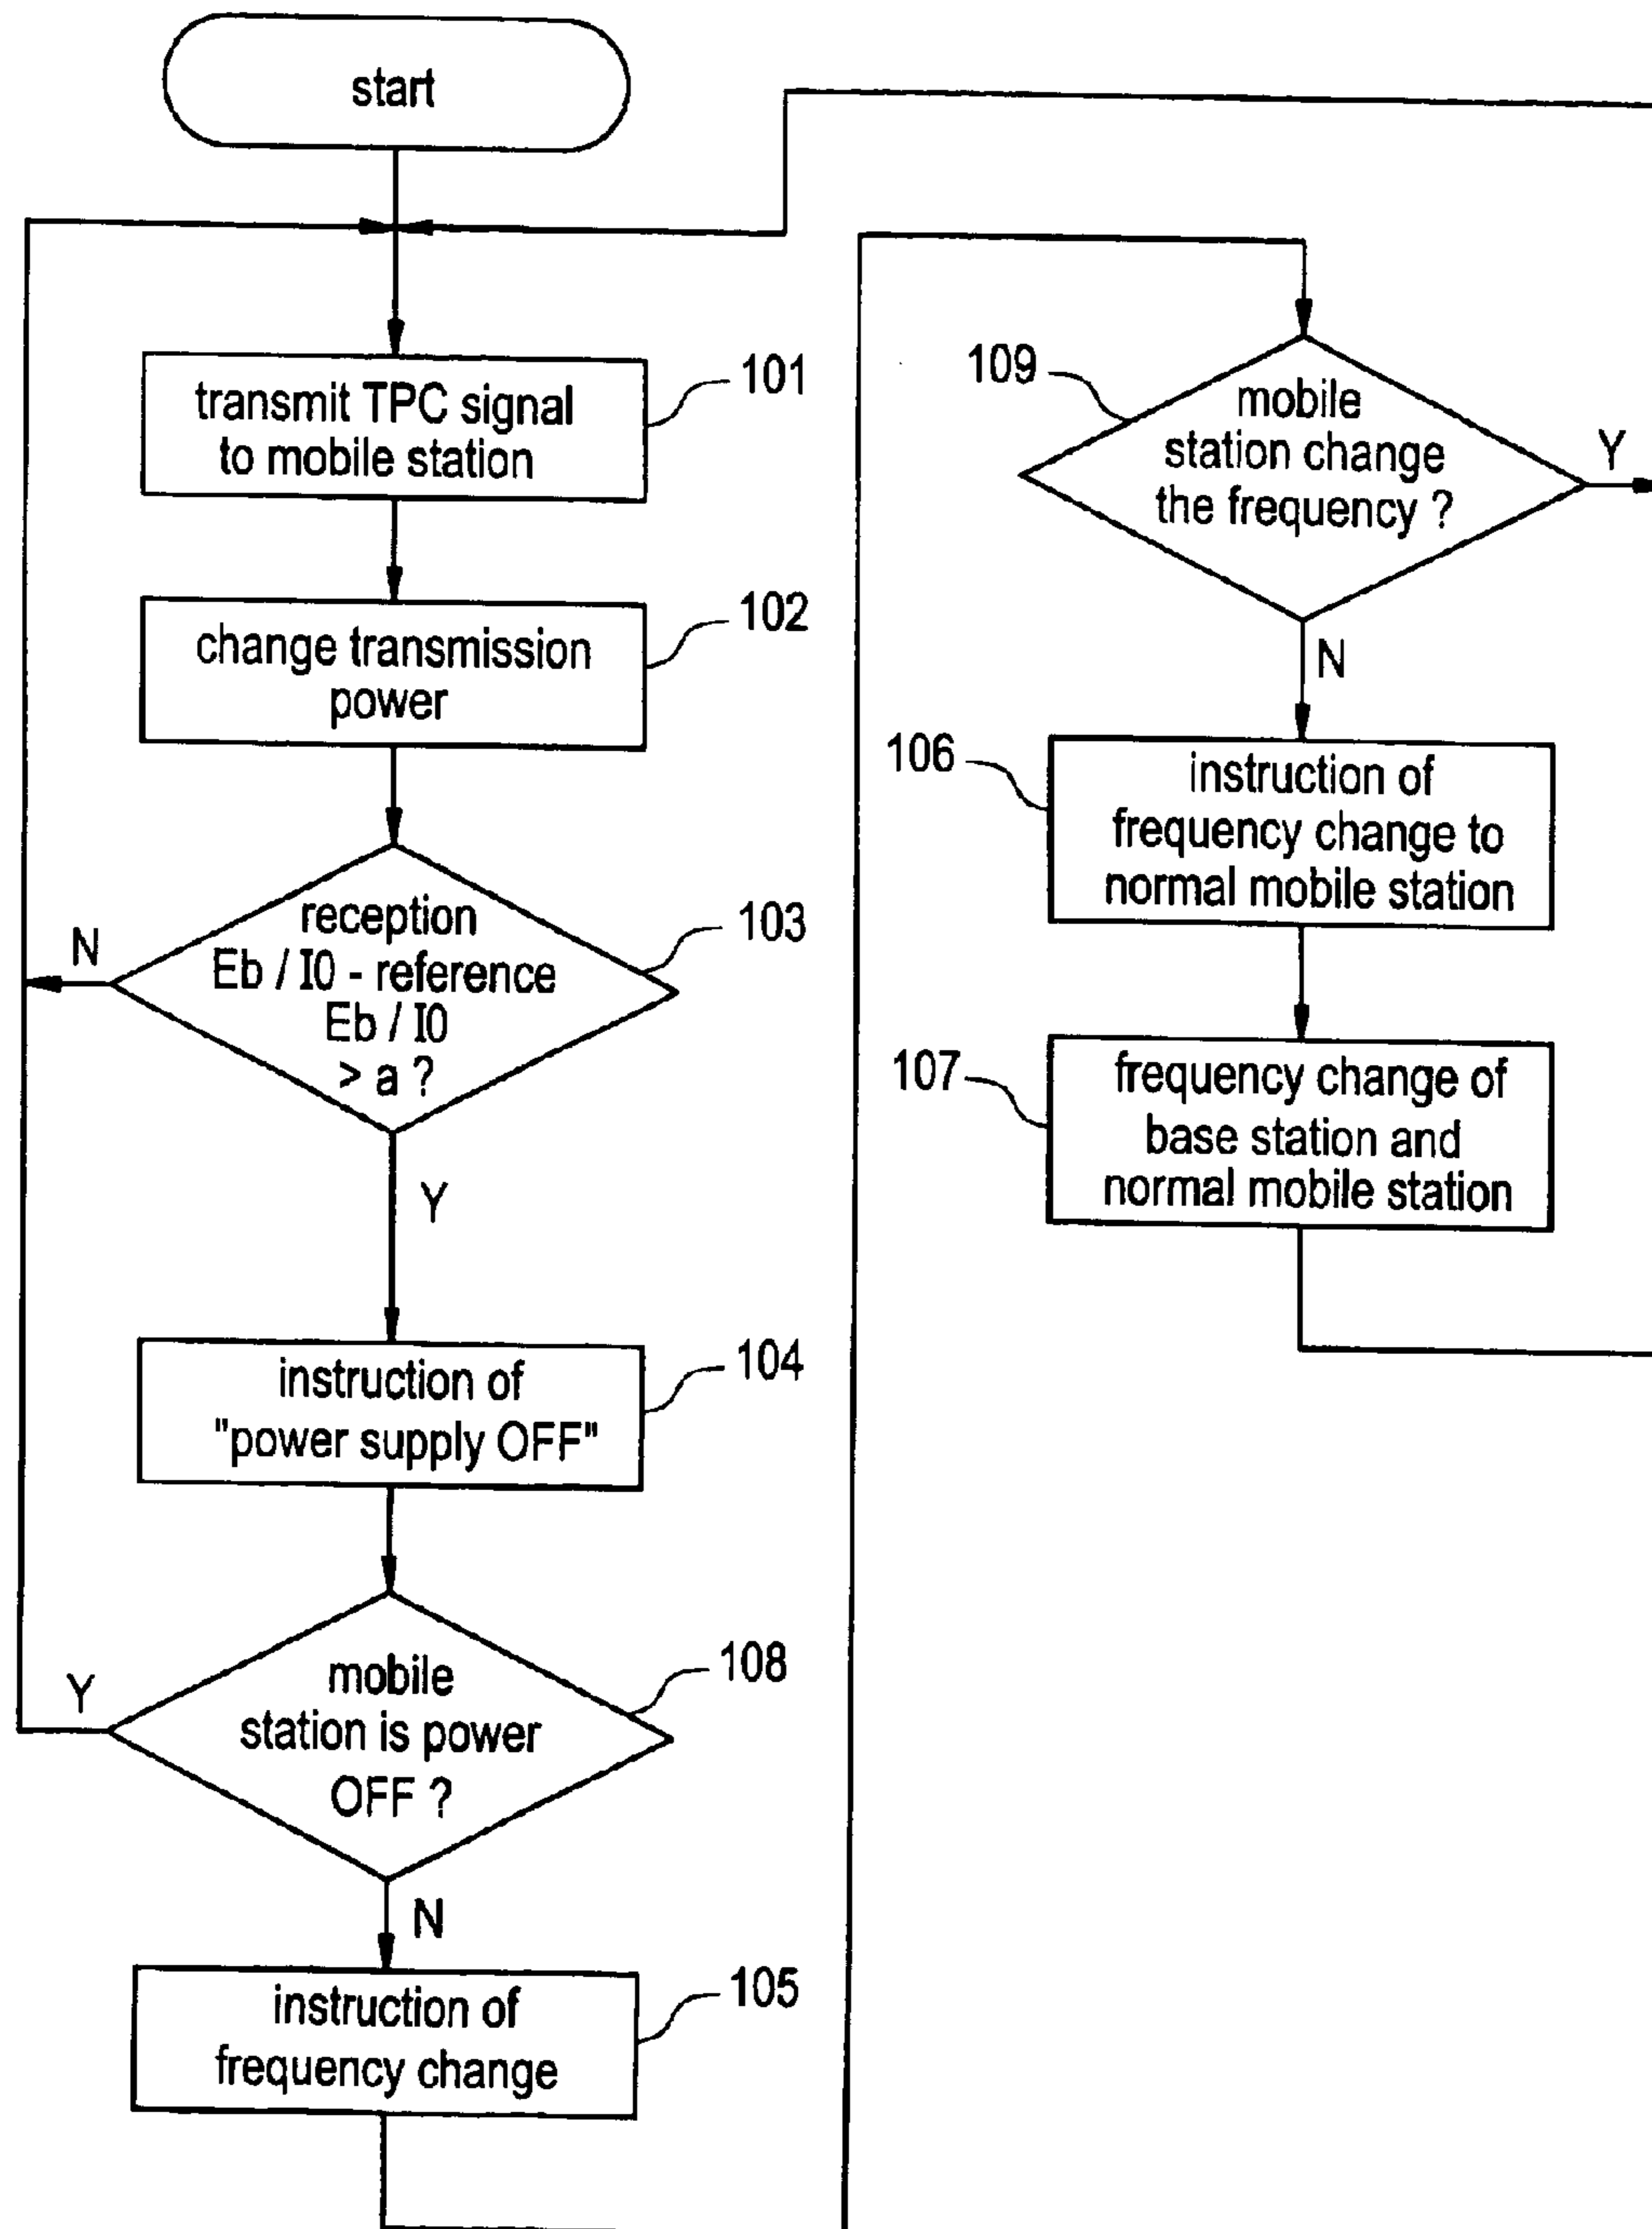 start
transmit TPC signal
to mobile station
101
change transmission
power
102
reception
Eb / I0 - reference
Eb / I0
> a ?
103
N
Y
instruction of
"power supply OFF"
104
mobile
station is power
OFF ?
108
Y
N
instruction of
frequency change
105
109
mobile
station change
the frequency ?
Y
N
106
instruction of
frequency change to
normal mobile station
107
frequency change of
base station and
normal mobile station